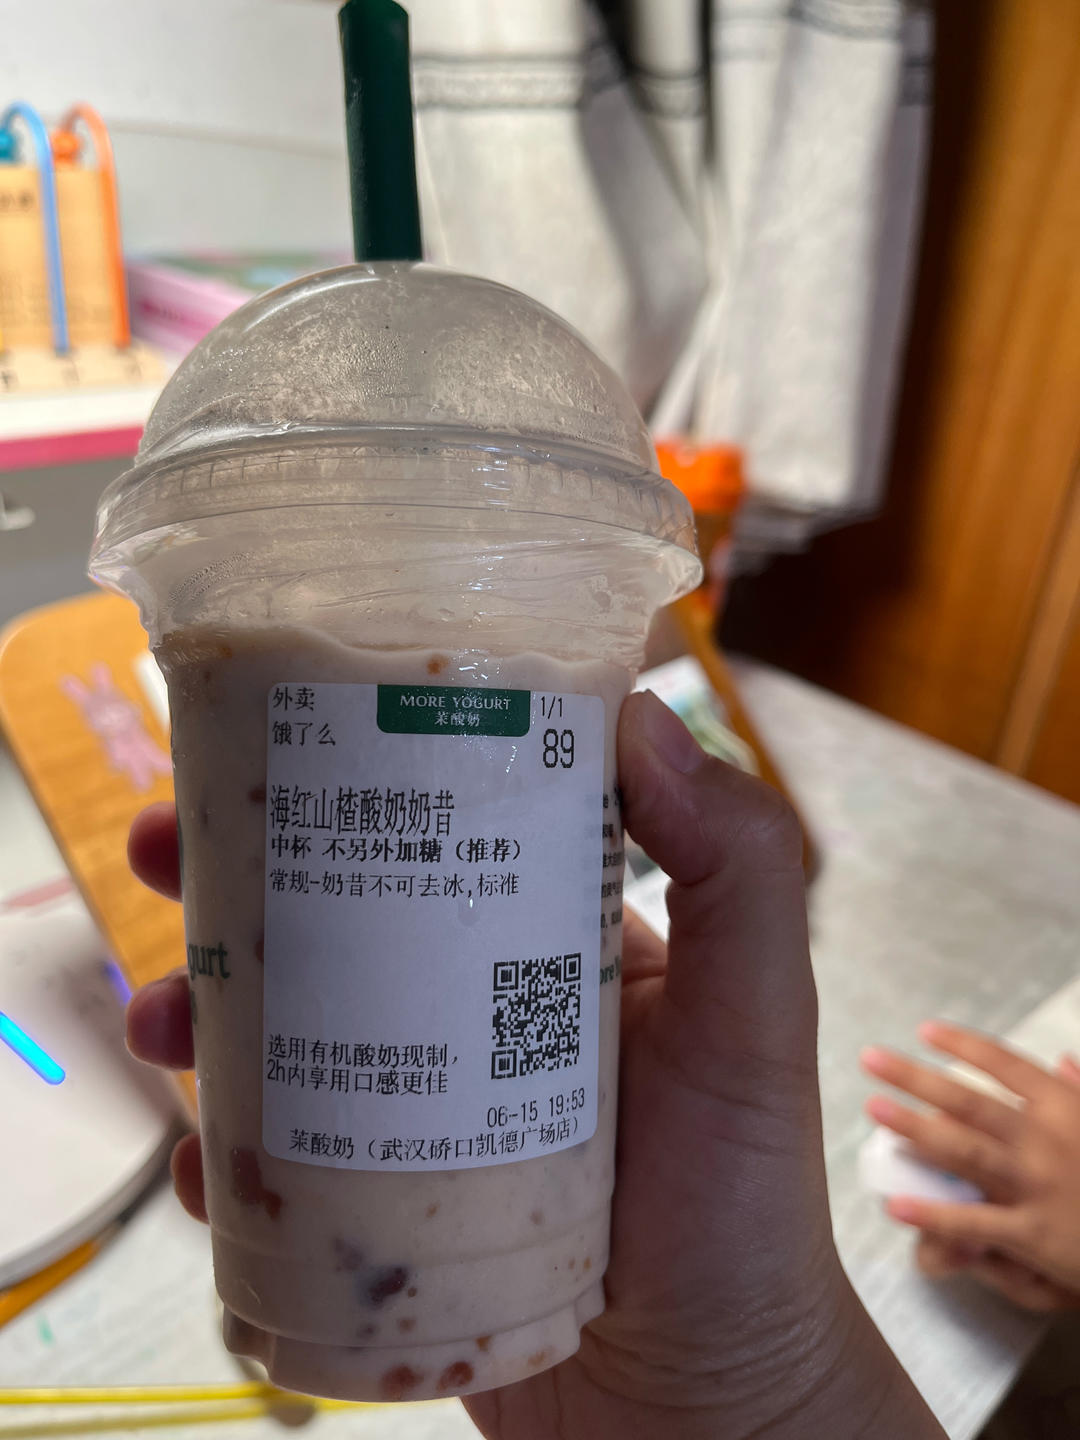 外卖
MORE YOGURT
茉酸奶
1/1
饿了么
89
海红山楂酸奶奶昔
中杯 不另外加糖（推荐）
常规-奶昔不可去冰,标准
gurt
ore Yo
选用有机酸奶现制，
2h内享用口感更佳
06-15 19:53
茉酸奶（武汉硚口凯德广场店）